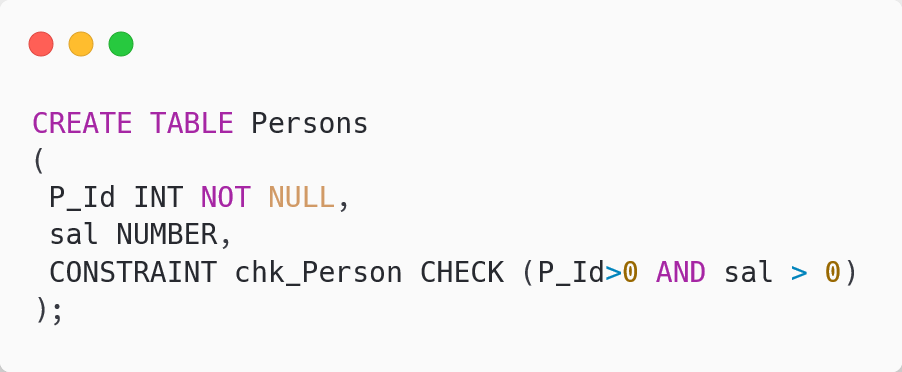 CREATE TABLE Persons
(
 P_Id INT NOT NULL,
 sal NUMBER,
 CONSTRAINT chk_Person CHECK (P_Id>0 AND sal > 0)
);